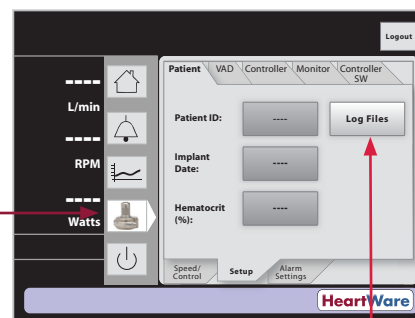 Logout
Patient VAD Controller Monitor Controller SW
----
L/min
----
RPM
----
Watts
Patient ID: ---- Log Files
Implant Date: ----
Hematocrit (%): ----
Speed/ Control Setup Alarm Settings
HeartWare